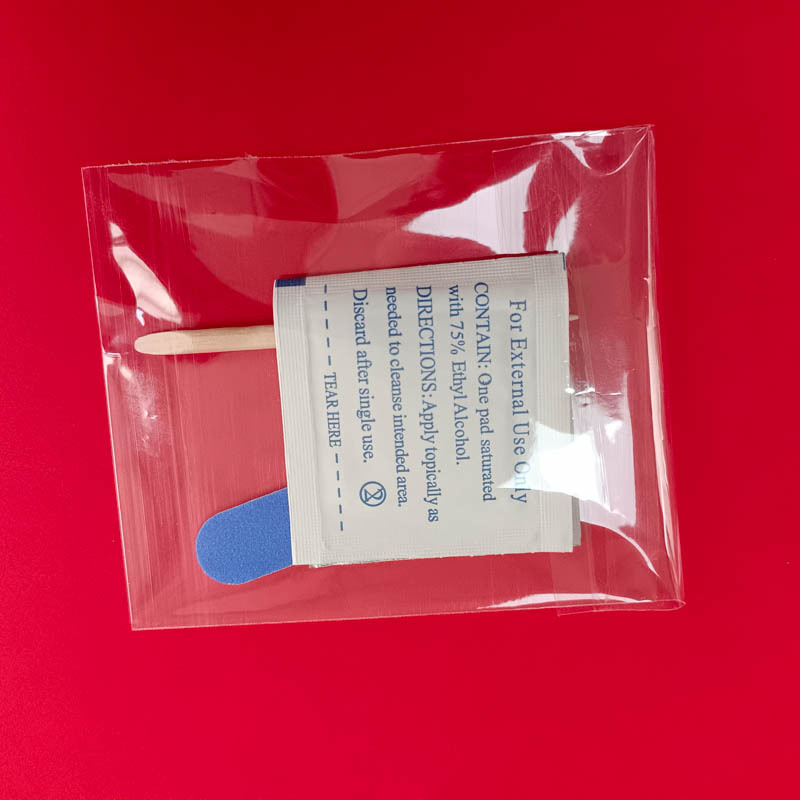 For External Use Only
CONTAIN: One pad saturated
with 75% Ethyl Alcohol.
DIRECTIONS: Apply topically as
needed to cleanse intended area.
Discard after single use. ②
- - - - - TEAR HERE - - - - -